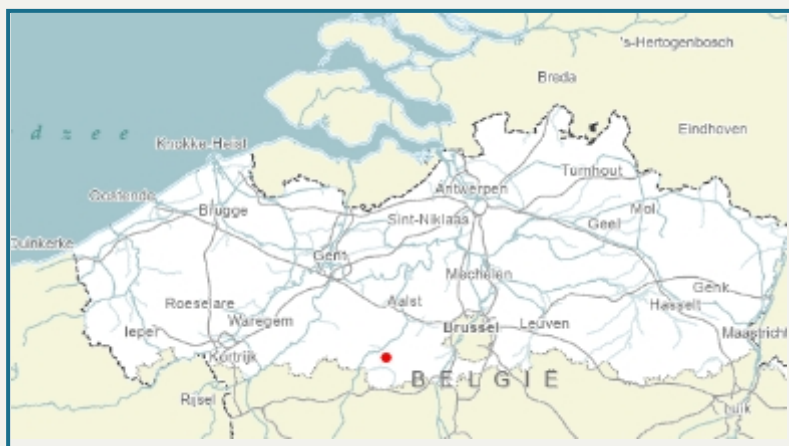 's-Hertogenbosch
Breda
Eindhoven
d z e e
Knokke-Heist
Turnhout
Antwerpen
Oostende
Mol
Brugge
Sint-Niklaas
Geel
Duinkerke
Gent
Mechelen
Genk
Aalst
Hasselt
Roeselare
Waregem
Brussel
Leuven
Maastricht
Ieper
Kortrijk
BELGIË
Rijsel
Luik